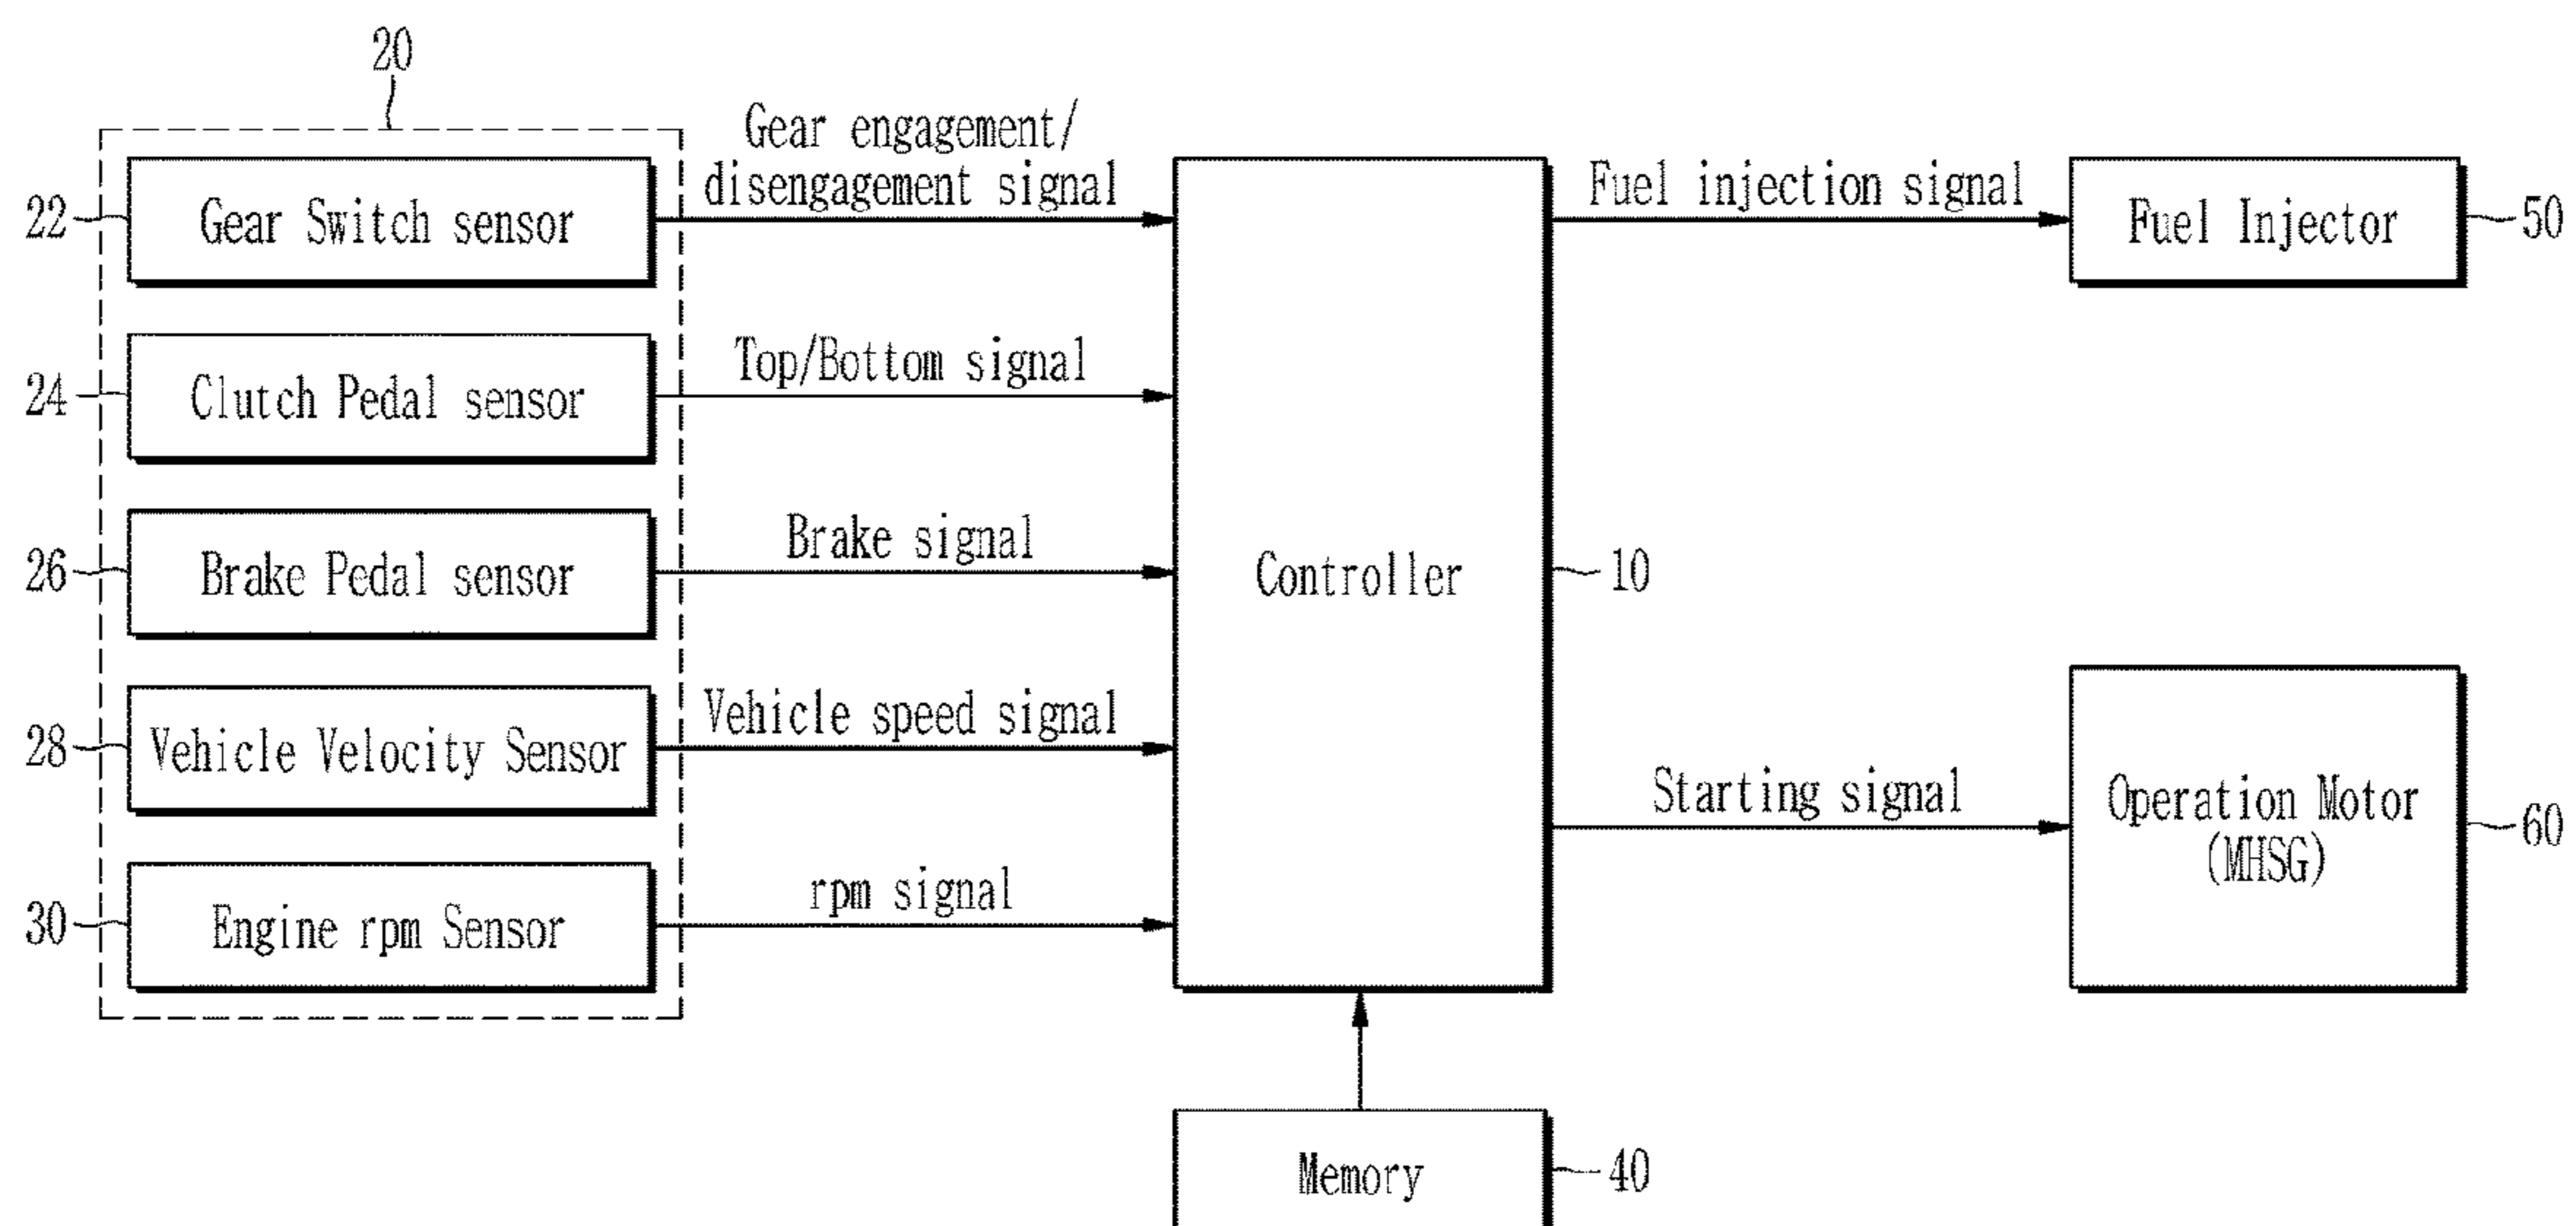 20
Gear engagement/
disengagement signal
22
Gear Switch sensor
Fuel injection signal
Fuel Injector
50
Top/Bottom signal
24
Clutch Pedal sensor
Brake signal
26
Brake Pedal sensor
Controller
10
Vehicle speed signal
28
Vehicle Velocity Sensor
Starting signal
Operation Motor
(MHSG)
60
rpm signal
30
Engine rpm Sensor
Memory
40